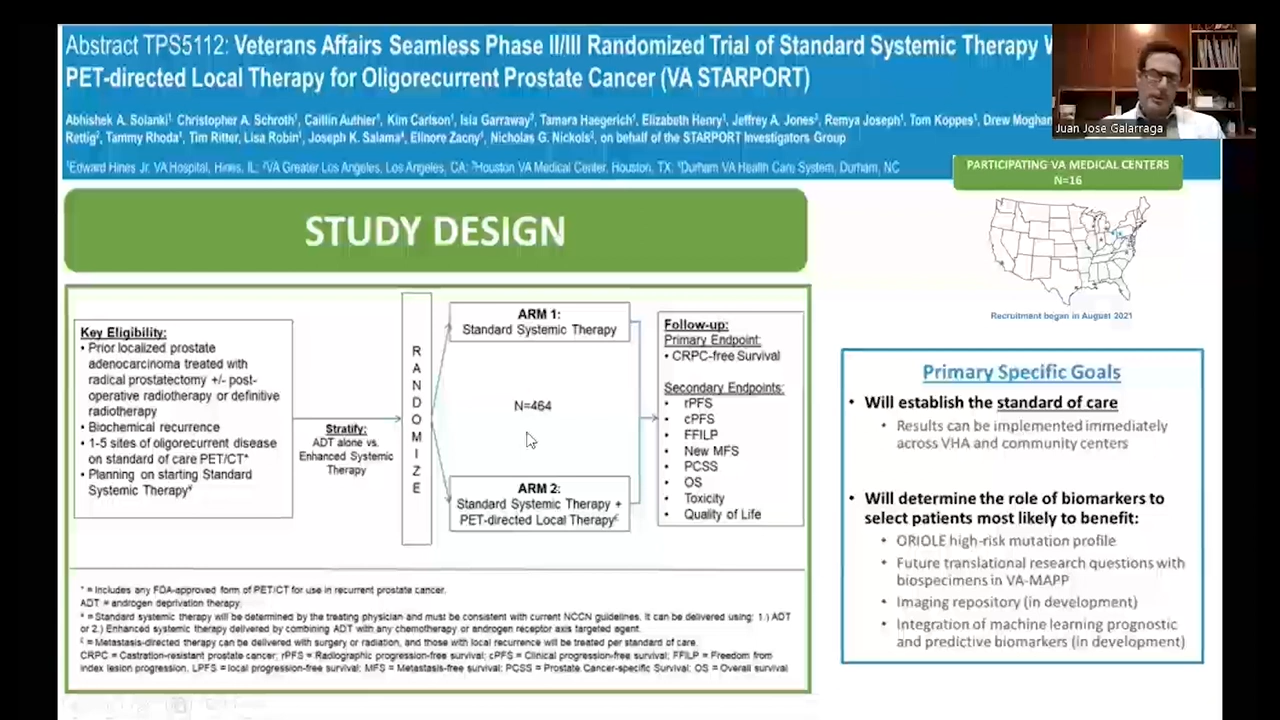 Abstract TPS5112: Veterans Affairs Seamless Phase II/III Randomized Trial of Standard Systemic Therapy
PET-directed Local Therapy for Oligorecurrent Prostate Cancer (VA STARPORT)
Abhishek A. Solanki¹ Christopher A. Schroth¹, Caitlin Authier¹, Kim Carlson¹, Isla Garraway², Tamara Haegerich¹, Elizabeth Henry¹, Jeffrey A. Jones³, Remya Joseph¹, Tom Koppes¹, Drew
Rettig², Tammy Rhoda¹, Tim Ritter, Lisa Robin¹, Joseph K. Salama⁴, Elinore Zacny¹, Nicholas G. Nickols², on behalf of the STARPORT Investigators Group
¹Edward Hines Jr. VA Hospital, Hines, IL; ²VA Greater Los Angeles, Los Angeles, CA; ³Houston VA Medical Center, Houston, TX; ⁴Durham VA Health Care System, Durham, NC
Juan Jose Galarraga
PARTICIPATING VA MEDICAL CENTERS
N=16
Recruitment began in August 2021
STUDY DESIGN
Key Eligibility:
• Prior localized prostate
adenocarcinoma treated with
radical prostatectomy +/- post-
operative radiotherapy or definitive
radiotherapy
• Biochemical recurrence
• 1-5 sites of oligorecurrent disease
on standard of care PET/CT*
• Planning on starting Standard
Systemic Therapy¥
Stratify:
ADT alone vs.
Enhanced Systemic
Therapy
R
A
N
D
O
M
I
Z
E
ARM 1:
Standard Systemic Therapy
N=464
ARM 2:
Standard Systemic Therapy +
PET-directed Local Therapy£
Follow-up:
Primary Endpoint:
• CRPC-free Survival
Secondary Endpoints:
• rPFS
• cPFS
• FFILP
• New MFS
• PCSS
• OS
• Toxicity
• Quality of Life
* = Includes any FDA-approved form of PET/CT for use in recurrent prostate cancer.
ADT = androgen deprivation therapy.
¥ = Standard systemic therapy will be determined by the treating physician and must be consistent with current NCCN guidelines. It can be delivered using: 1.) ADT
or 2.) Enhanced systemic therapy delivered by combining ADT with any chemotherapy or androgen receptor axis targeted agent.
£ = Metastasis-directed therapy can be delivered with surgery or radiation, and those with local recurrence will be treated per standard of care.
CRPC = Castration-resistant prostate cancer; rPFS = Radiographic progression-free survival; cPFS = Clinical progression-free survival; FFILP = Freedom from
index lesion progression, LPFS = local progression-free survival; MFS = Metastasis-free survival; PCSS = Prostate Cancer-specific Survival; OS = Overall survival
Primary Specific Goals
• Will establish the standard of care
• Results can be implemented immediately
across VHA and community centers
• Will determine the role of biomarkers to
select patients most likely to benefit:
• ORIOLE high-risk mutation profile
• Future translational research questions with
biospecimens in VA-MAPP
• Imaging repository (in development)
• Integration of machine learning prognostic
and predictive biomarkers (in development)